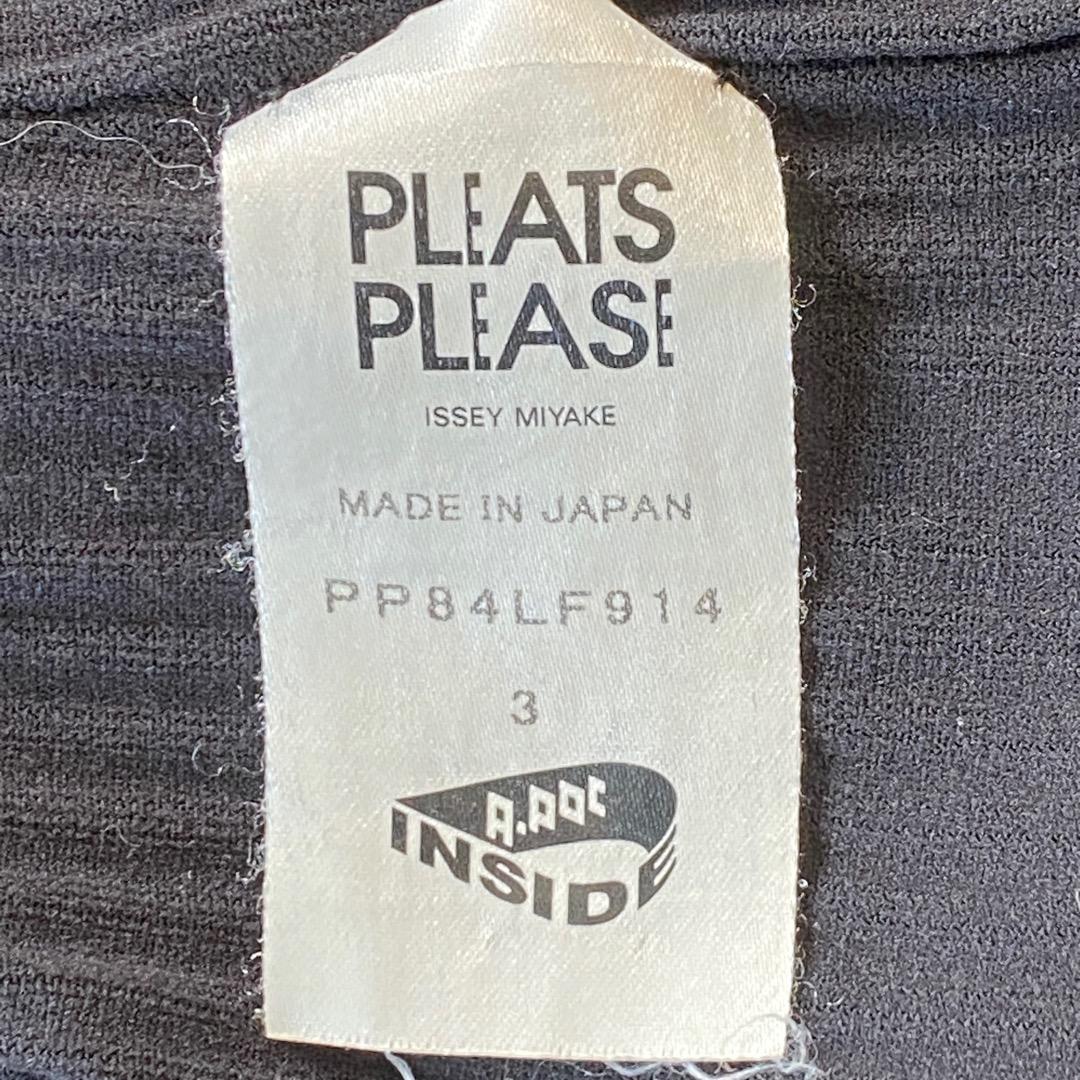 PLEATS
PLEASE
ISSEY MIYAKE
MADE IN JAPAN
PP84LF914
3
A-POC
INSIDE